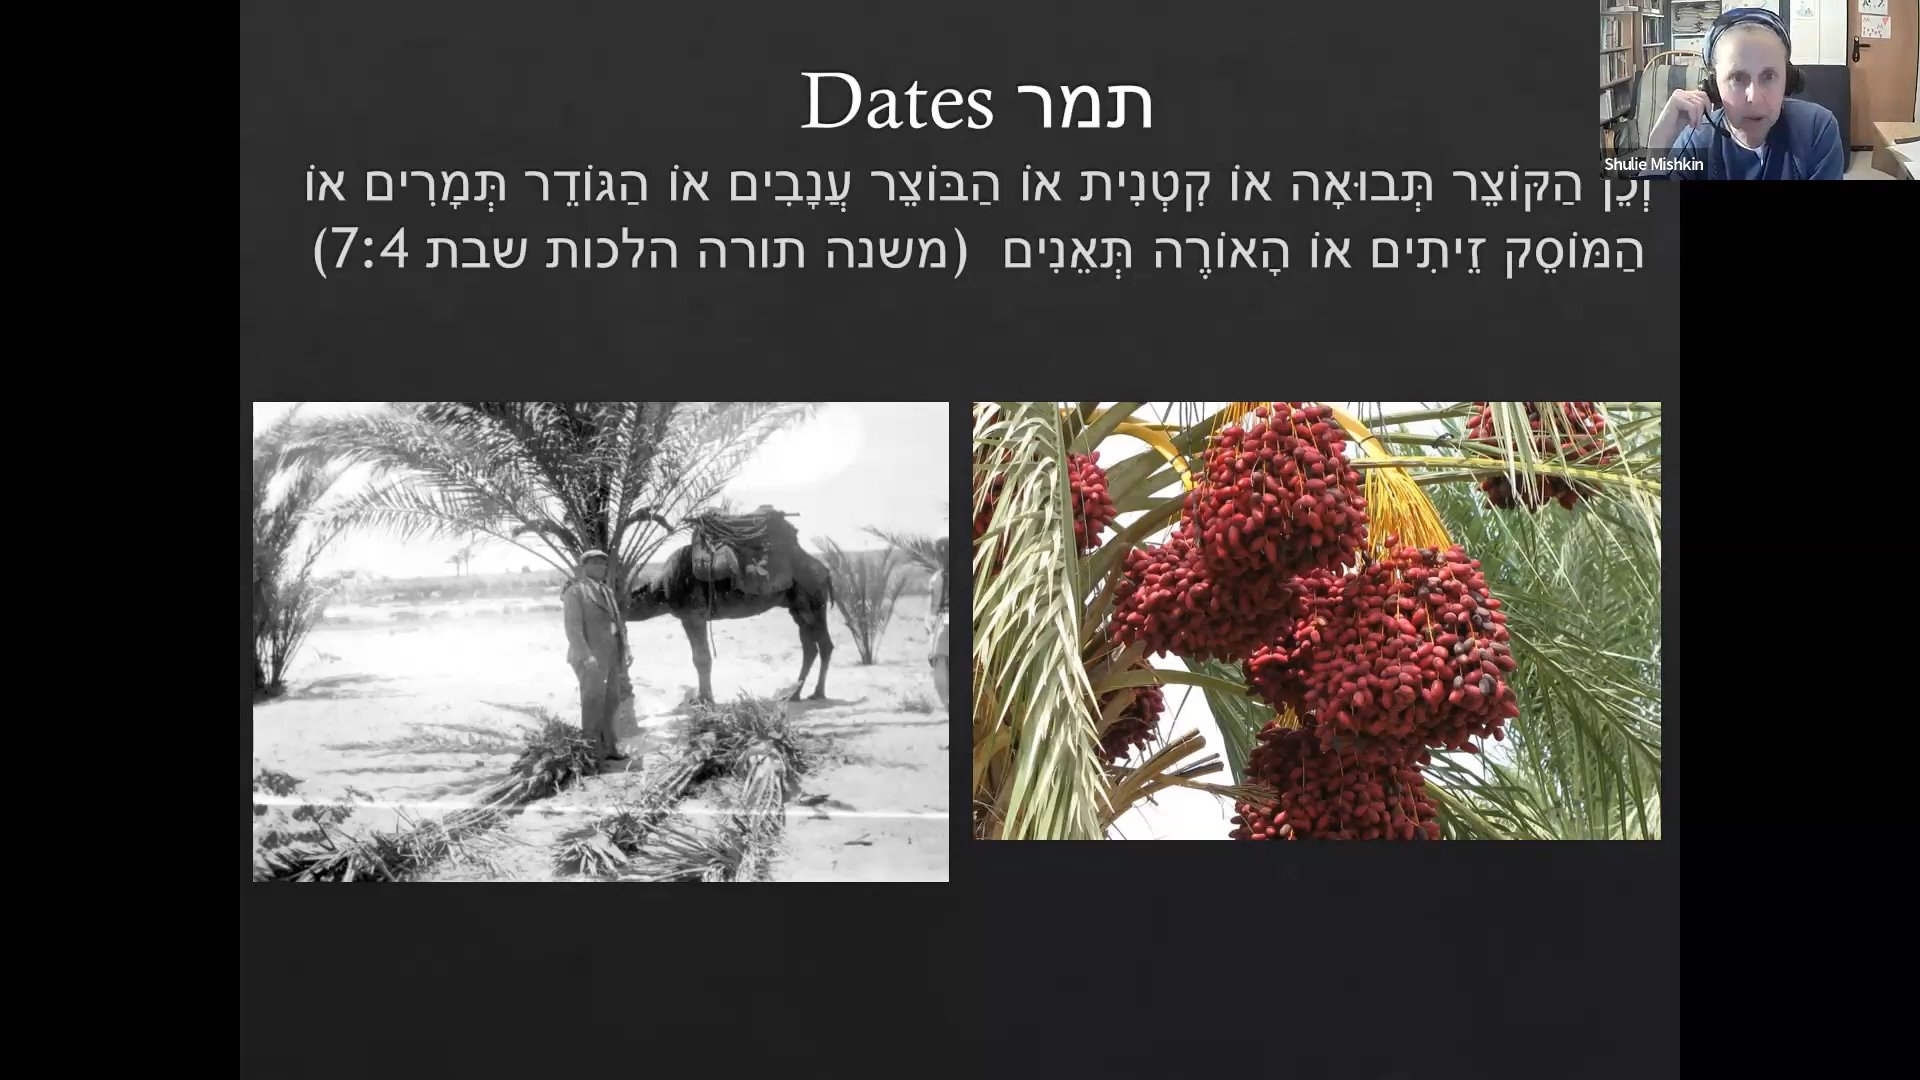 Dates תמר
וְכֵן הַקּוֹצֵר תְּבוּאָה אוֹ קִטְנִית אוֹ הַבּוֹצֵר עֲנָבִים אוֹ הַגּוֹדֵר תְּמָרִים אוֹ
הַמּוֹסֵק זֵיתִים אוֹ הָאוֹרֶה תְּאֵנִים (משנה תורה הלכות שבת 7:4)
Shulie Mishkin